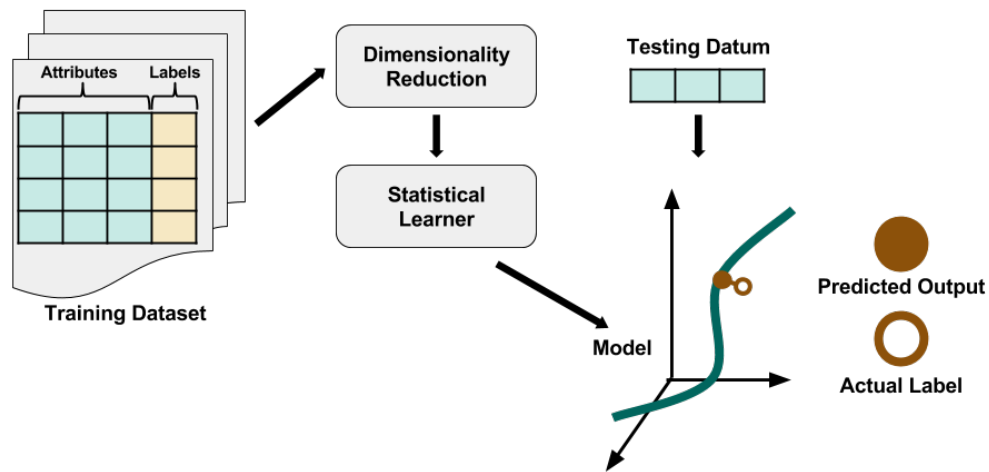 Attributes
Labels
Training Dataset
Dimensionality
Reduction
Statistical
Learner
Testing Datum
Model
Predicted Output
Actual Label